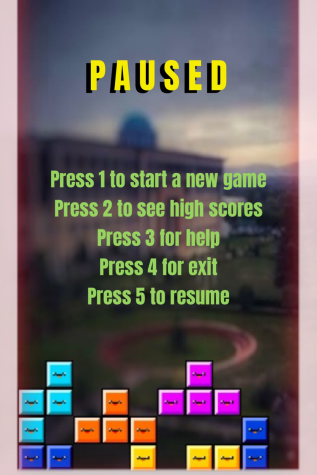 PAUSED
Press 1 to start a new game
Press 2 to see high scores
Press 3 for help
Press 4 for exit
Press 5 to resume